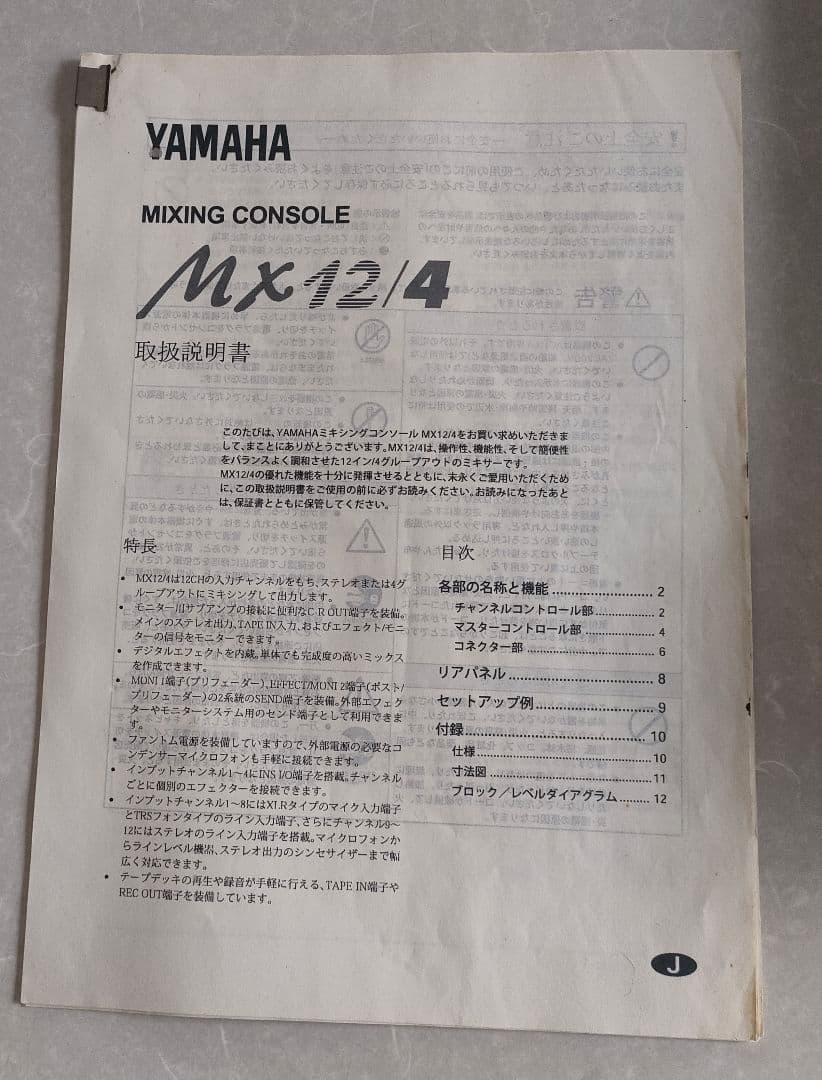 YAMAHA
MIXING CONSOLE
MX12/4
取扱説明書
このたびは、YAMAHAミキシングコンソール MX12/4をお買い求めいただきま
して、まことにありがとうございます。MX12/4は、操作性、機能性、そして簡便性
をバランスよく調和させた12イン/4グループアウトのミキサーです。
MX12/4の優れた機能を十分に発揮させるとともに、末永くご愛用いただくため
に、この取扱説明書をご使用の前に必ずお読みください。お読みになったあと
は、保証書とともに保管してください。
特長
• MX12/4は12CHの入力チャンネルをもち、ステレオまたは4グ
ループアウトにミキシングして出力します。
• モニター用サブアンプの接続に便利なC-R OUT端子を装備。
メインのステレオ出力、TAPE IN入力、およびエフェクト/モニ
ターの信号をモニターできます。
• デジタルエフェクトを内蔵。単体でも完成度の高いミックス
を作成できます。
• MONI 1端子(プリフェーダー)、EFFECT/MONI 2端子(ポスト/
プリフェーダー)の2系統のSEND端子を装備。外部エフェク
ターやモニターシステム用のセンド端子として利用できま
す。
• ファントム電源を装備していますので、外部電源の必要なコ
ンデンサーマイクロフォンも手軽に接続できます。
• インプットチャンネル1〜4にINS I/O端子を搭載。チャンネル
ごとに個別のエフェクターを接続できます。
• インプットチャンネル1〜8にはXLRタイプのマイク入力端子
とTRSフォンタイプのライン入力端子、さらにチャンネル9〜
12にはステレオのライン入力端子を搭載。マイクロフォンか
らラインレベル機器、ステレオ出力のシンセサイザーまで幅
広く対応できます。
• テープデッキの再生や録音が手軽に行える、TAPE IN端子や
REC OUT端子を装備しています。
目次
各部の名称と機能 ........................ 2
チャンネルコントロール部 ................ 2
マスターコントロール部 ................... 4
コネクター部 .................................. 6
リアパネル ................................... 8
セットアップ例 ............................ 9
付録 ............................................ 10
仕様 ............................................... 10
寸法図 ............................................ 11
ブロック/レベルダイアグラム ......... 12
J